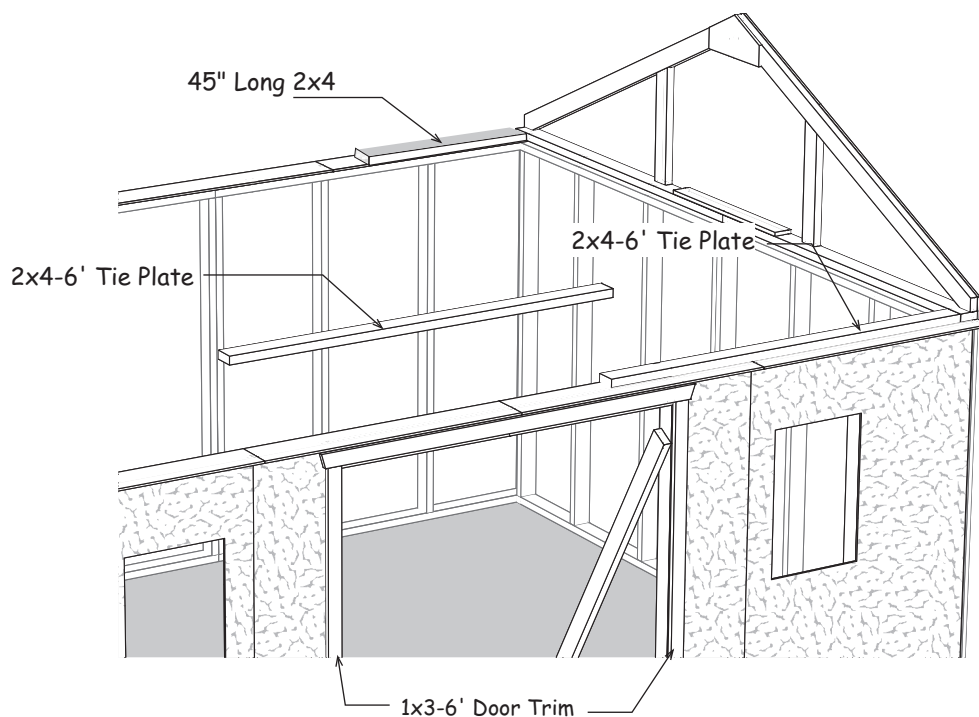 45" Long 2x4
2x4-6' Tie Plate
2x4-6' Tie Plate
1x3-6' Door Trim